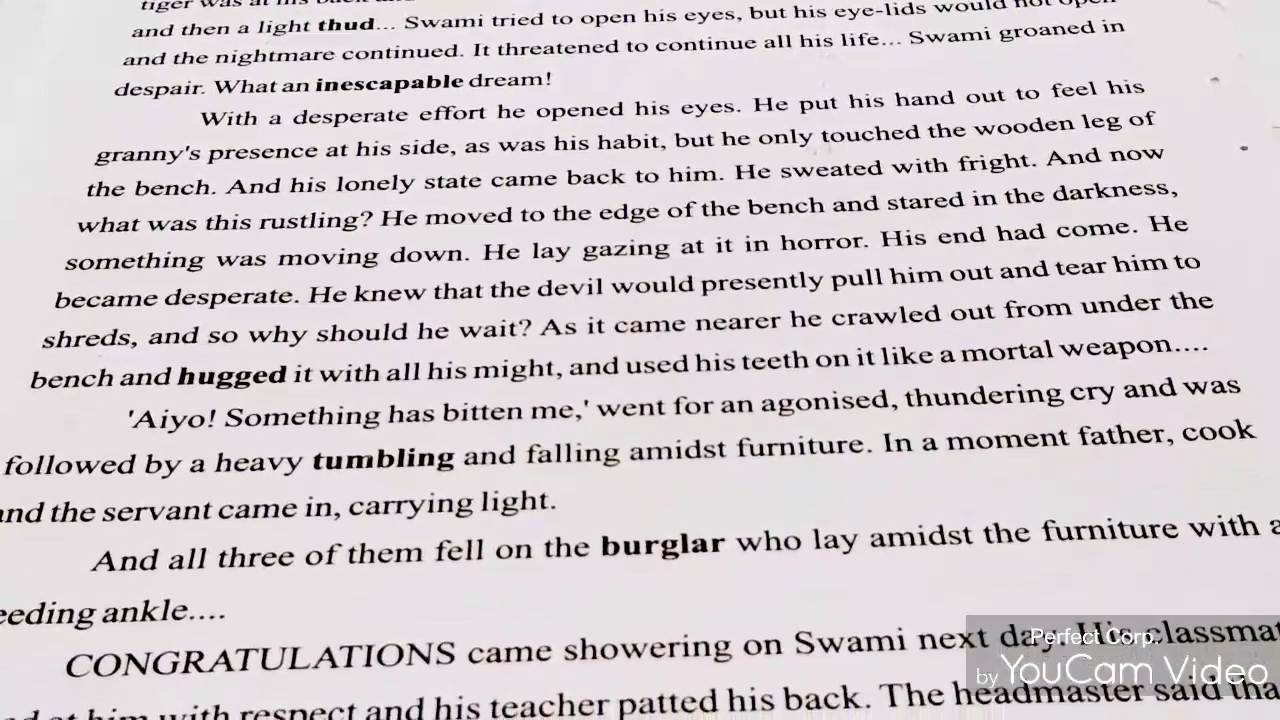 tiger was at his back and
and then a light thud... Swami tried to open his eyes, but his eye-lids would not open
and the nightmare continued. It threatened to continue all his life... Swami groaned in
despair. What an inescapable dream!
With a desperate effort he opened his eyes. He put his hand out to feel his
granny's presence at his side, as was his habit, but he only touched the wooden leg of
the bench. And his lonely state came back to him. He sweated with fright. And now
what was this rustling? He moved to the edge of the bench and stared in the darkness,
something was moving down. He lay gazing at it in horror. His end had come. He
became desperate. He knew that the devil would presently pull him out and tear him to
shreds, and so why should he wait? As it came nearer he crawled out from under the
bench and hugged it with all his might, and used his teeth on it like a mortal weapon....
'Aiyo! Something has bitten me,' went for an agonised, thundering cry and was
followed by a heavy tumbling and falling amidst furniture. In a moment father, cook
and the servant came in, carrying light.
And all three of them fell on the burglar who lay amidst the furniture with a
eeding ankle....
CONGRATULATIONS came showering on Swami next day. His classmat
at him with respect and his teacher patted his back. The headmaster said tha
Perfect Corp.
by YouCam Video